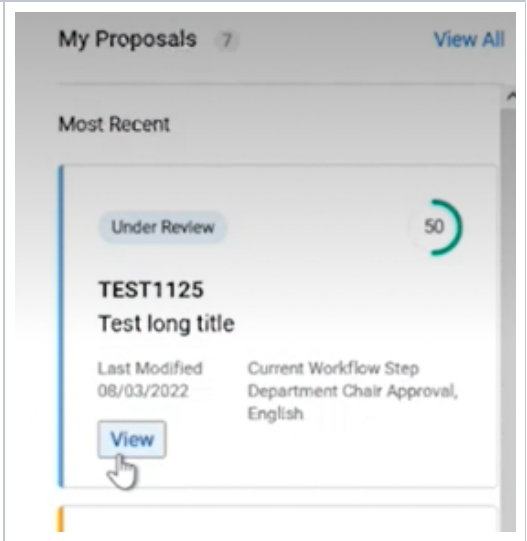 My Proposals 7 View All
Most Recent
Under Review 50
TEST1125
Test long title
Last Modified Current Workflow Step
08/03/2022 Department Chair Approval,
English
View